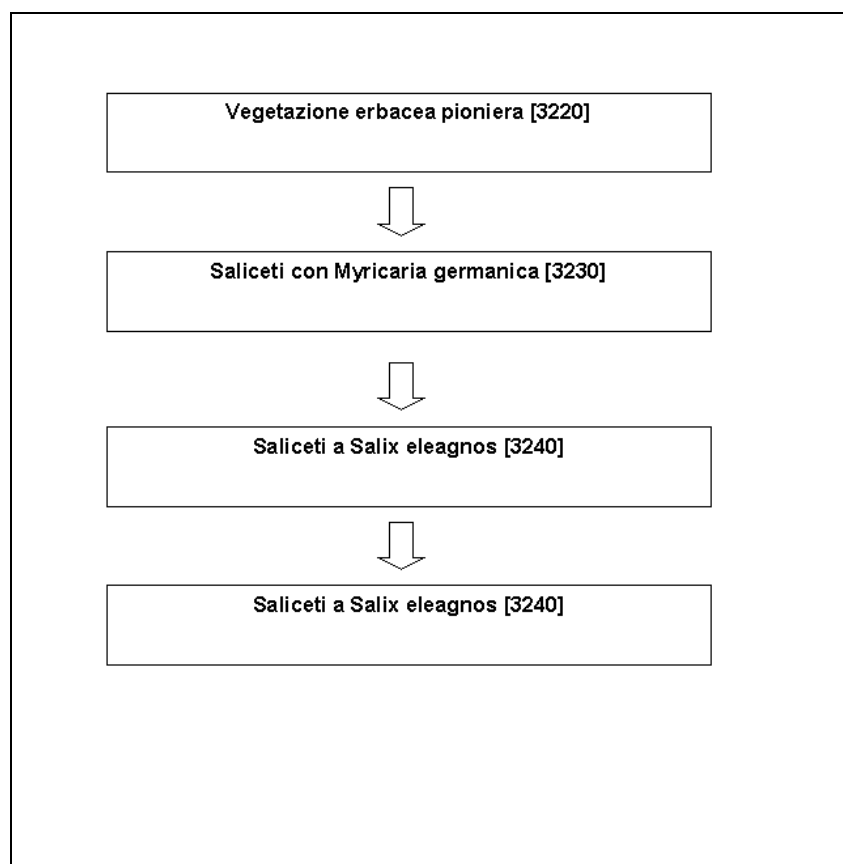 Vegetazione erbacea pioniera [3220]
Saliceti con Myricaria germanica [3230]
Saliceti a Salix eleagnos [3240]
Saliceti a Salix eleagnos [3240]